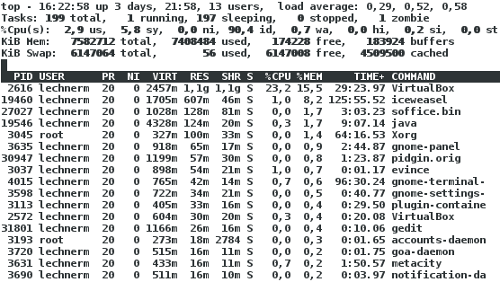 top - 16:22:58 up 3 days, 21:58, 13 users,  load average: 0,29, 0,52, 0,58
Tasks: 199 total,   1 running, 197 sleeping,   0 stopped,   1 zombie
%Cpu(s):  2,9 us,  5,8 sy,  0,0 ni, 90,4 id,  0,7 wa,  0,0 hi,  0,2 si,  0,0 st
KiB Mem:   7582712 total,  7408484 used,   174228 free,   183924 buffers
KiB Swap:  6147064 total,       56 used,  6147008 free,  4509500 cached
PID USER      PR  NI  VIRT  RES  SHR S  %CPU %MEM    TIME+  COMMAND
2616 lechnerm  20   0 2457m 1,1g 1,1g S  23,2 15,5  29:23.97 VirtualBox
19460 lechnerm  20   0 1705m 607m  46m S   1,0  8,2 125:55.52 iceweasel
27027 lechnerm  20   0 1028m 128m  81m S   0,0  1,7   3:03.23 soffice.bin
19546 lechnerm  20   0 4328m 124m  20m S   0,3  1,7   9:07.14 java
3045 root      20   0  327m 100m  33m S   0,0  1,4  64:16.53 Xorg
3635 lechnerm  20   0  918m  65m  17m S   0,0  0,9   2:44.87 gnome-panel
30947 lechnerm  20   0 1199m  57m  30m S   0,0  0,8   1:23.87 pidgin.orig
3037 lechnerm  20   0  898m  54m  21m S   1,0  0,7   0:01.17 evince
4015 lechnerm  20   0  765m  42m  14m S   0,7  0,6  96:30.24 gnome-terminal-
3598 lechnerm  20   0  722m  34m  21m S   0,0  0,5   0:40.77 gnome-settings-
3113 lechnerm  20   0  405m  33m  16m S   0,0  0,4   0:29.50 plugin-containe
2572 lechnerm  20   0  604m  30m  20m S   0,3  0,4   0:20.08 VirtualBox
31801 lechnerm  20   0 1166m  26m  16m S   0,0  0,4   0:10.06 gedit
3193 root      20   0  273m  18m 2784 S   0,0  0,3   0:01.65 accounts-daemon
3720 lechnerm  20   0  515m  16m  11m S   0,0  0,2   0:01.75 goa-daemon
3631 lechnerm  20   0  433m  16m  11m S   0,7  0,2   1:50.57 metacity
3690 lechnerm  20   0  511m  16m  10m S   0,0  0,2   0:03.97 notification-da